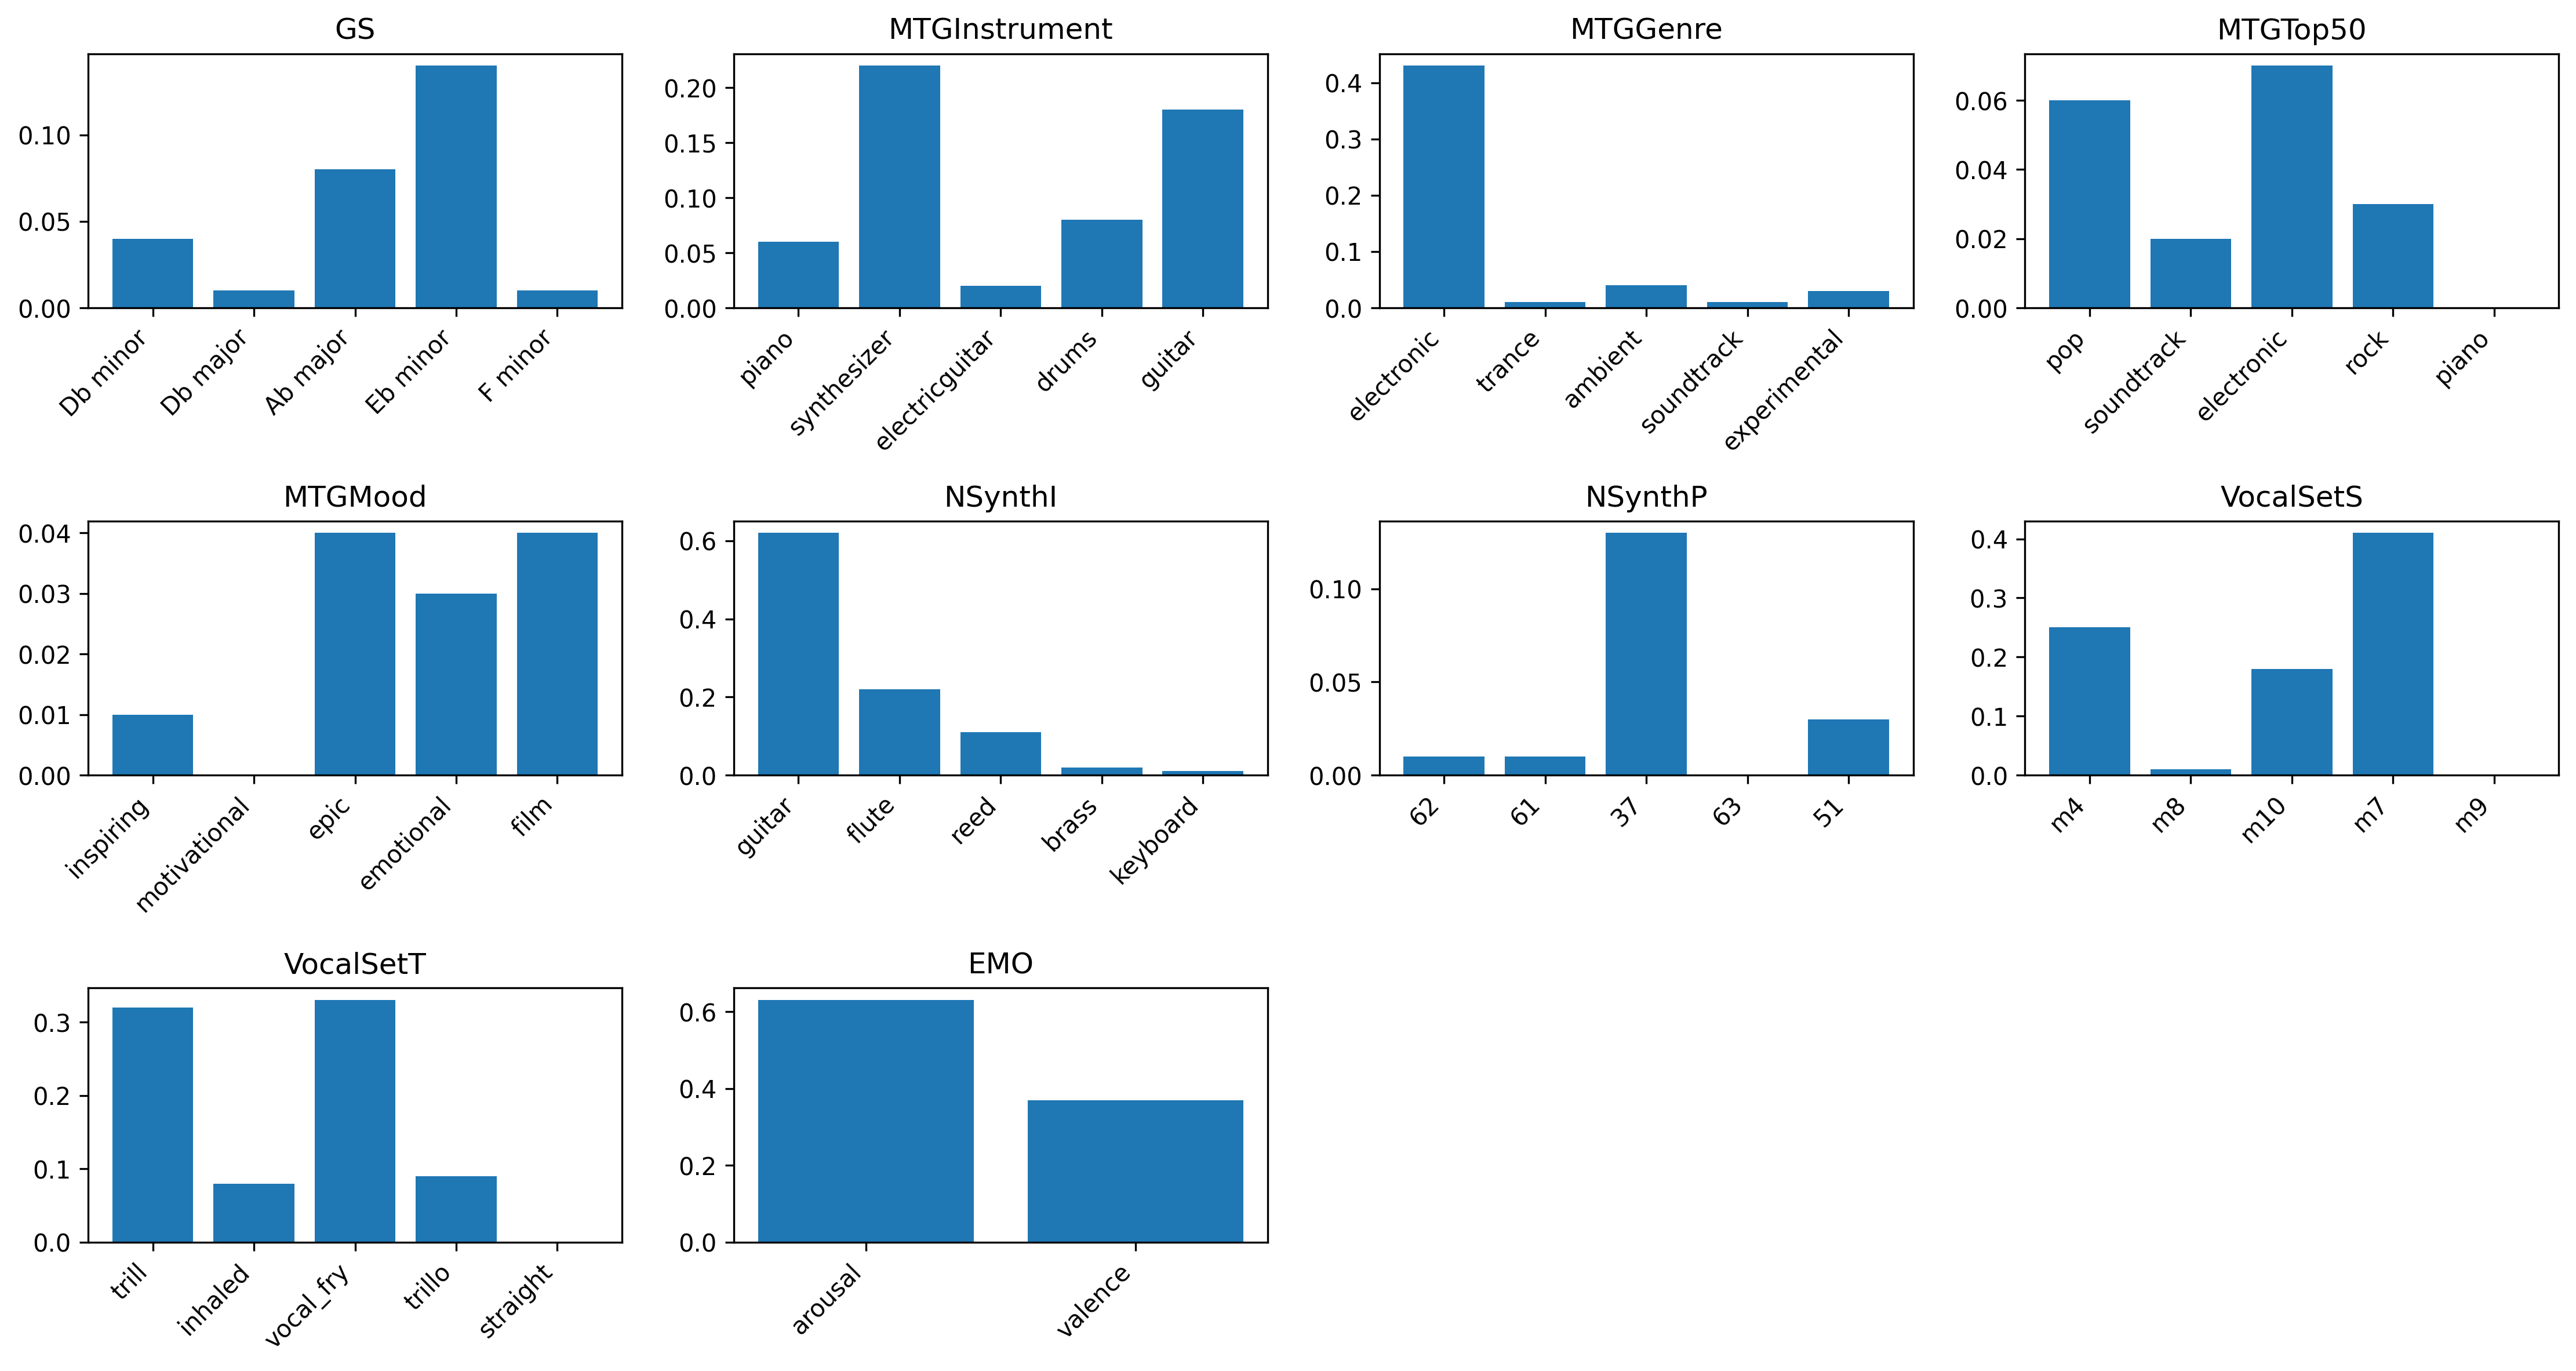 GS
0.10
0.05
0.00
Db minor
Db major
Ab major
Eb minor
F minor
MTGInstrument
0.20
0.15
0.10
0.05
0.00
piano
synthesizer
electricguitar
drums
guitar
MTGGenre
0.4
0.3
0.2
0.1
0.0
electronic
trance
ambient
soundtrack
experimental
MTGTop50
0.06
0.04
0.02
0.00
pop
soundtrack
electronic
rock
piano
MTGMood
0.04
0.03
0.02
0.01
0.00
inspiring
motivational
epic
emotional
film
NSynthI
0.6
0.4
0.2
0.0
guitar
flute
reed
brass
keyboard
NSynthP
0.10
0.05
0.00
62
61
37
63
51
VocalSetS
0.4
0.3
0.2
0.1
0.0
m4
m8
m10
m7
m9
VocalSetT
0.3
0.2
0.1
0.0
trill
inhaled
vocal_fry
trillo
straight
EMO
0.6
0.4
0.2
0.0
arousal
valence